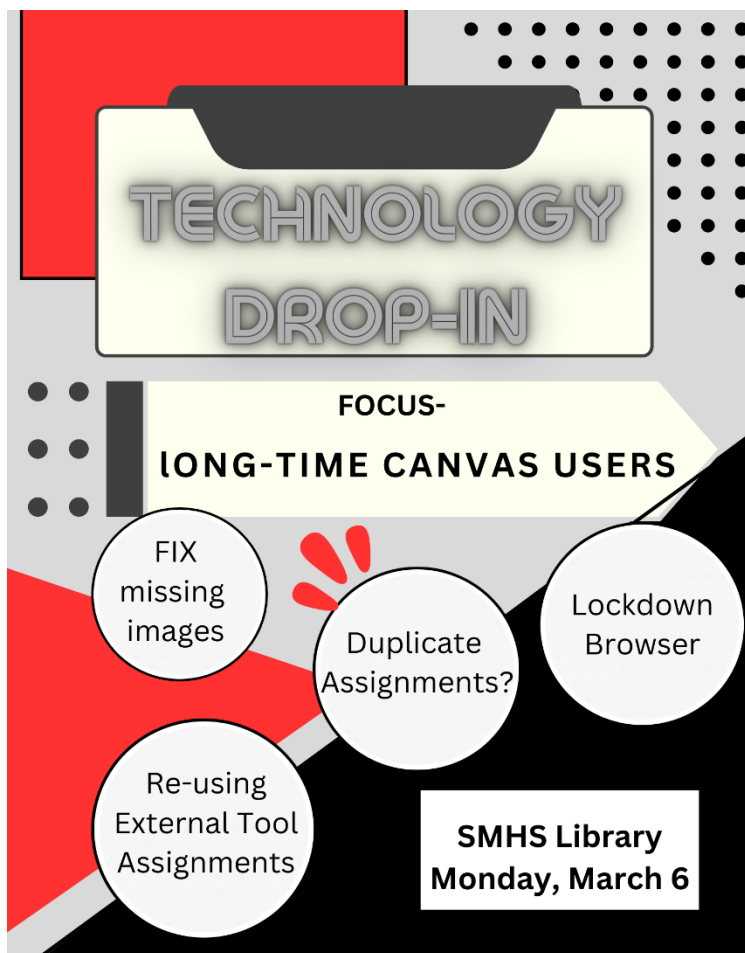 TECHNOLOGY
DROP-IN
FOCUS-
lONG-TIME CANVAS USERS
FIX
missing
images
Duplicate
Assignments?
Lockdown
Browser
Re-using
External Tool
Assignments
SMHS Library
Monday, March 6